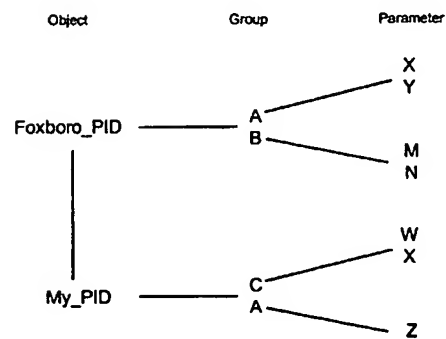 Object Group Parameter
X
Y
Foxboro_PID A
B
M
N
W
X
My_PID C
A
Z